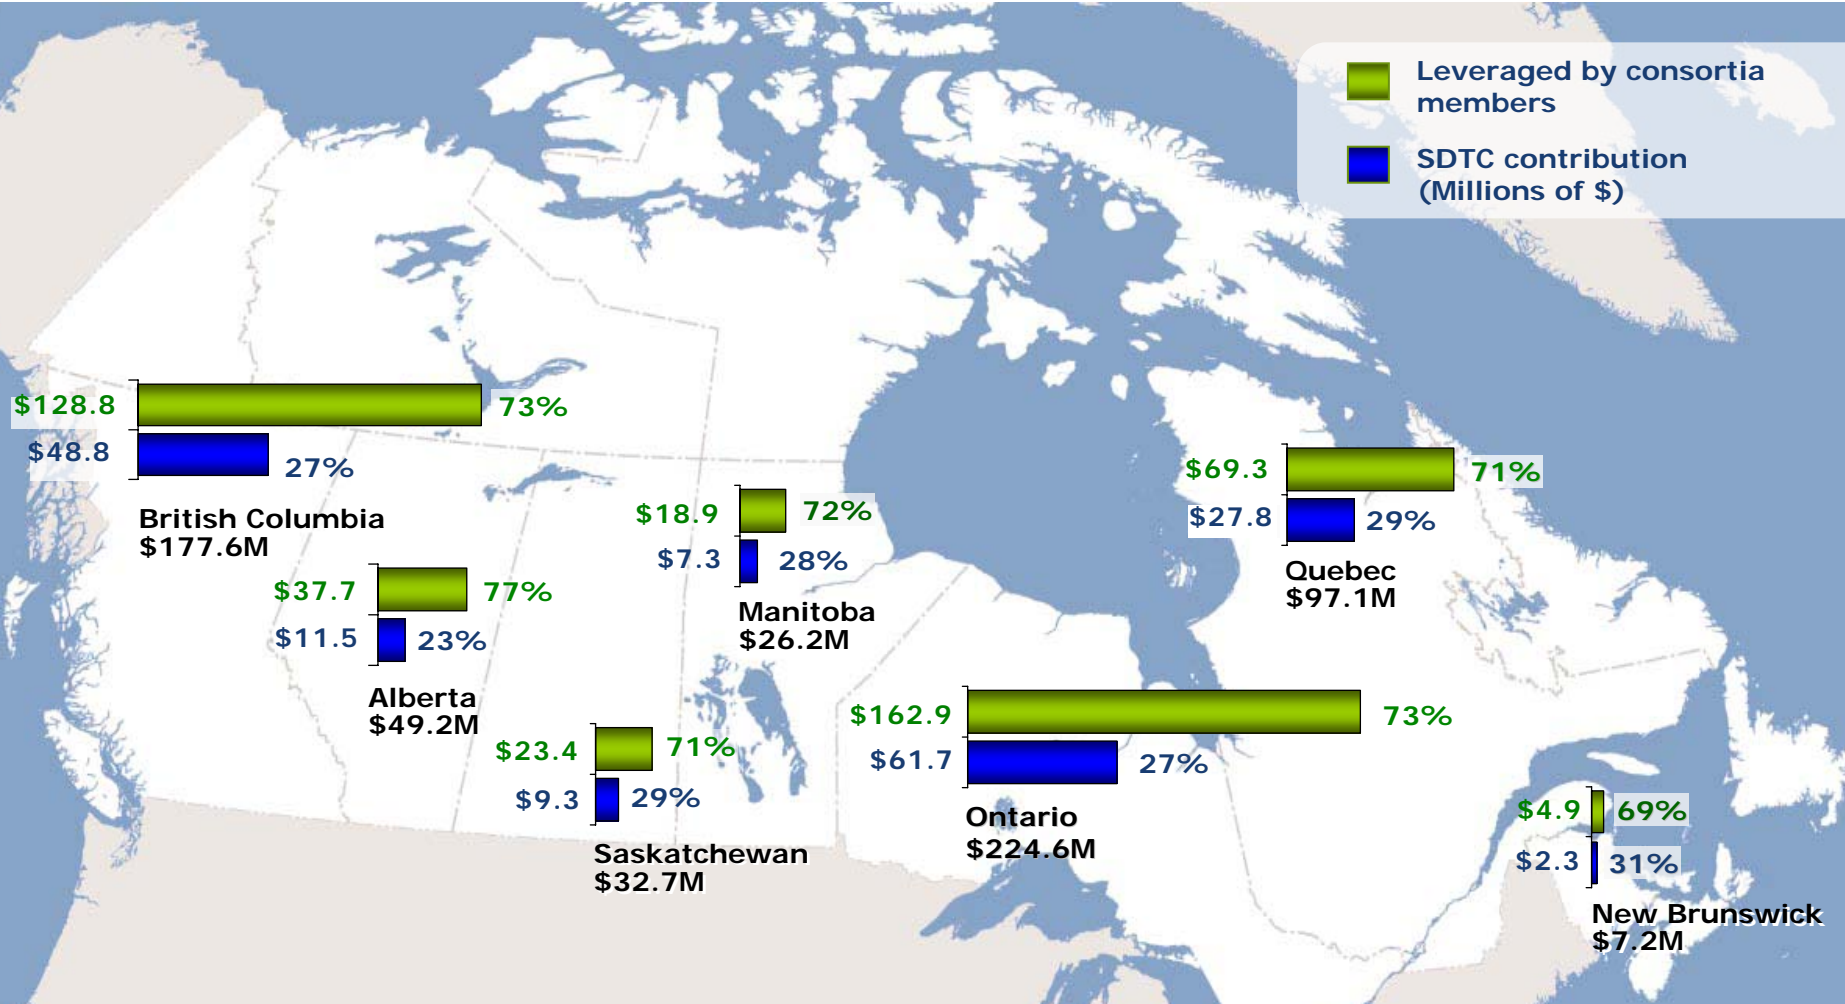 Leveraged by consortia
members
SDTC contribution
(Millions of $)
$128.8 73%
$48.8 27%
British Columbia
$177.6M
$37.7 77%
$11.5 23%
Alberta
$49.2M
$23.4 71%
$9.3 29%
Saskatchewan
$32.7M
$18.9 72%
$7.3 28%
Manitoba
$26.2M
$162.9 73%
$61.7 27%
Ontario
$224.6M
$69.3 71%
$27.8 29%
Quebec
$97.1M
$4.9 69%
$2.3 31%
New Brunswick
$7.2M